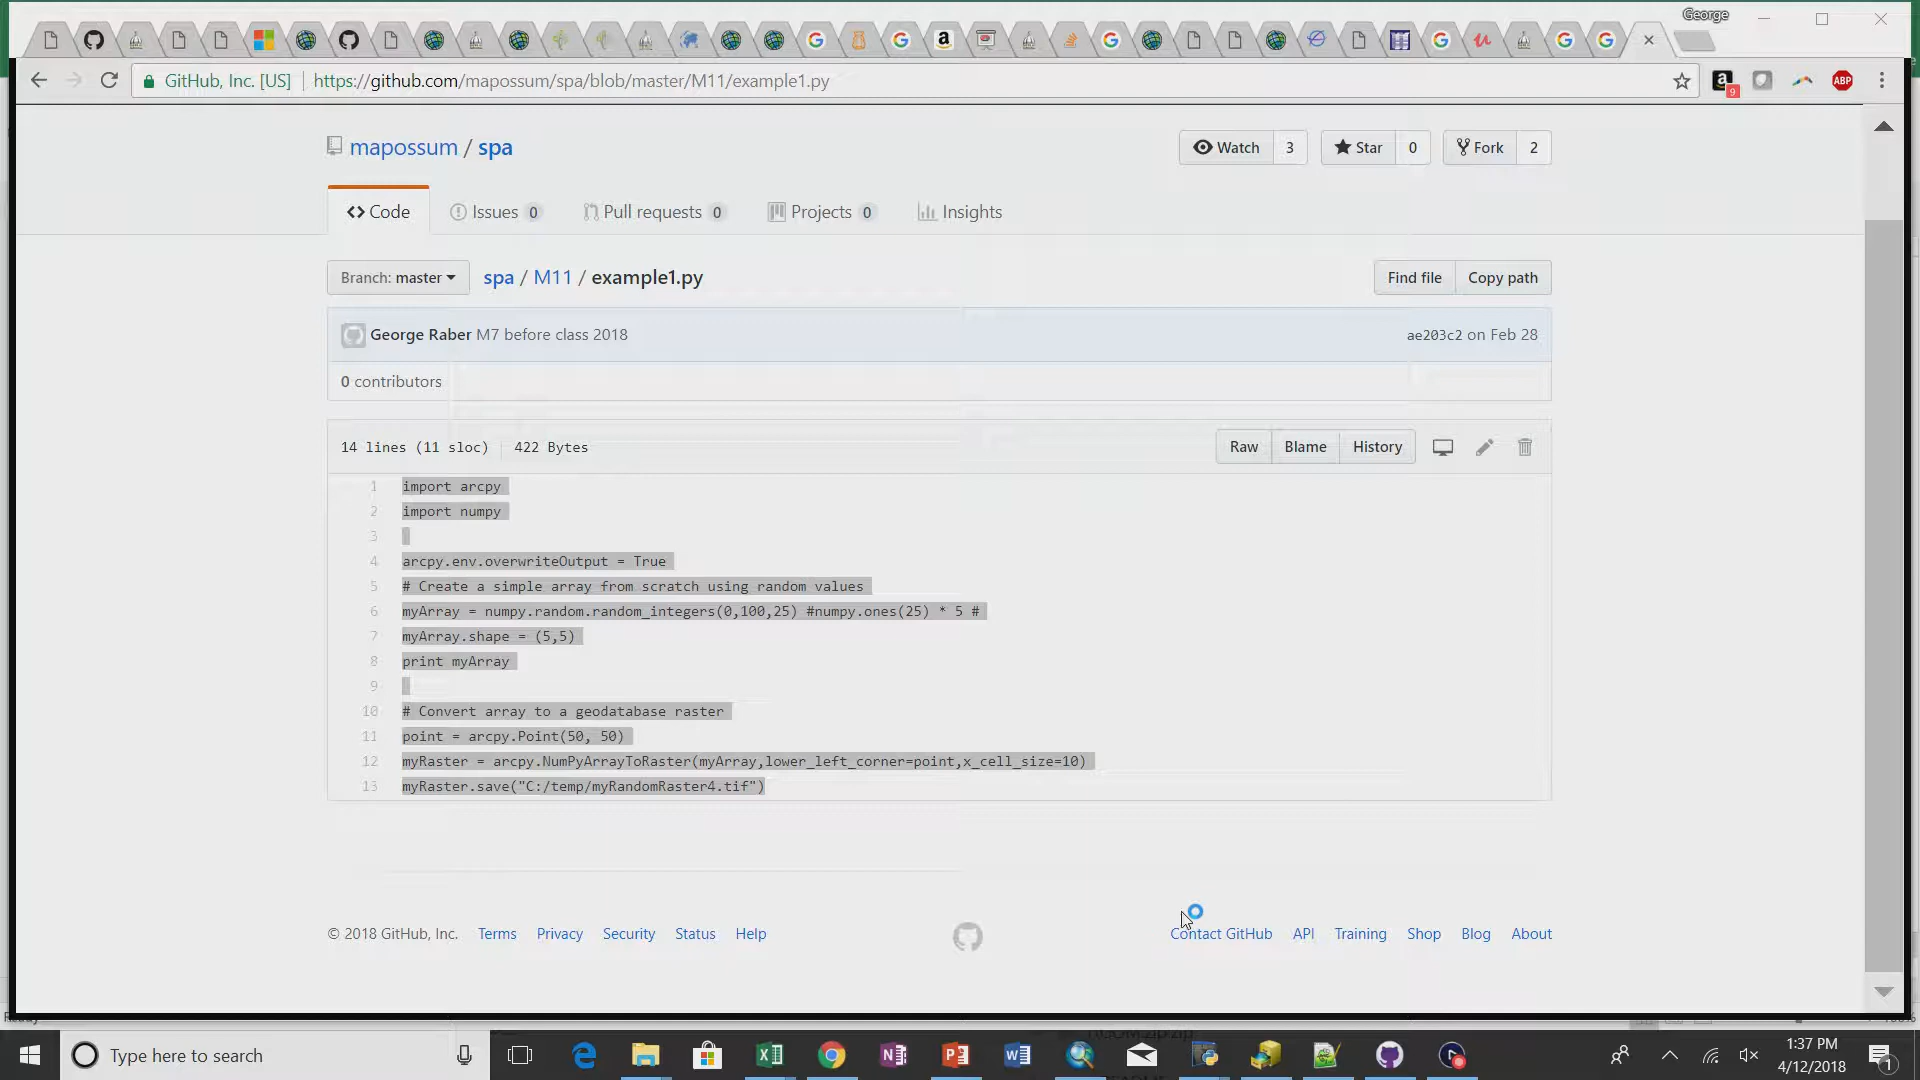 George
GitHub, Inc. [US] https://github.com/mapossum/spa/blob/master/M11/example1.py
9
ABP
mapossum / spa
Watch 3 Star 0 Fork 2
Code Issues 0 Pull requests 0 Projects 0 Insights
Branch: master spa / M11 / example1.py Find file Copy path
George Raber M7 before class 2018 ae203c2 on Feb 28
0 contributors
14 lines (11 sloc) 422 Bytes Raw Blame History
1 import arcpy
2 import numpy
3
4 arcpy.env.overwriteOutput = True
5 # Create a simple array from scratch using random values
6 myArray = numpy.random.random_integers(0,100,25) #numpy.ones(25) * 5 #
7 myArray.shape = (5,5)
8 print myArray
9
10 # Convert array to a geodatabase raster
11 point = arcpy.Point(50, 50)
12 myRaster = arcpy.NumPyArrayToRaster(myArray,lower_left_corner=point,x_cell_size=10)
13 myRaster.save("C:/temp/myRandomRaster4.tif")
© 2018 GitHub, Inc. Terms Privacy Security Status Help Contact GitHub API Training Shop Blog About
Type here to search
1:37 PM
4/12/2018
1